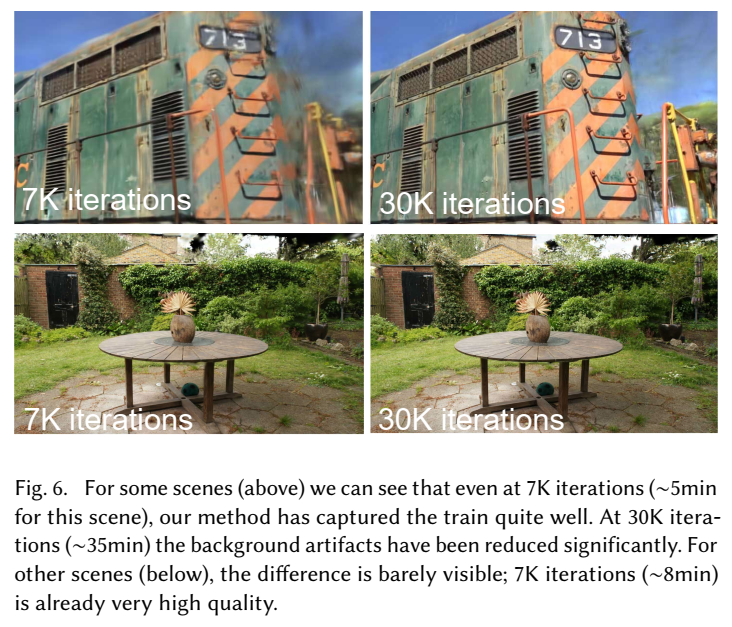 713
C
7K iterations
713
C
30K iterations
7K iterations
30K iterations
Fig. 6. For some scenes (above) we can see that even at 7K iterations (∼5min
for this scene), our method has captured the train quite well. At 30K itera-
tions (∼35min) the background artifacts have been reduced significantly. For
other scenes (below), the difference is barely visible; 7K iterations (∼8min)
is already very high quality.